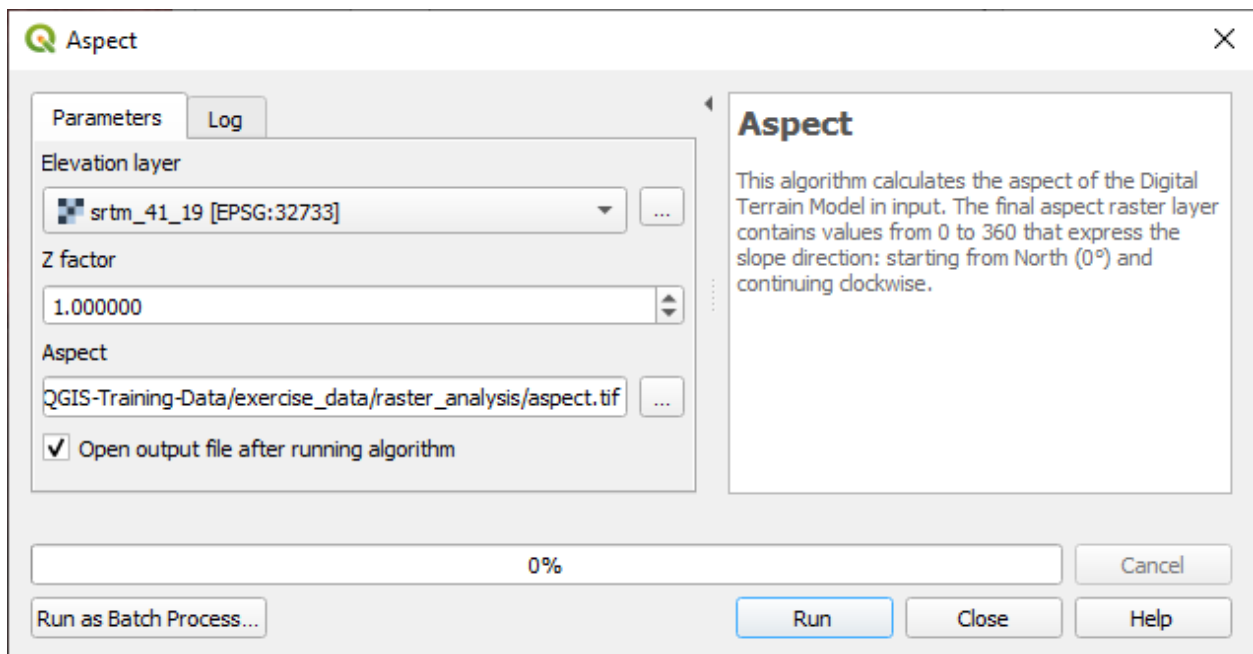 Aspect
Parameters
Log
Elevation layer
srtm_41_19 [EPSG:32733]
...
Z factor
1.000000
Aspect
QGIS-Training-Data/exercise_data/raster_analysis/aspect.tif
...
Open output file after running algorithm
Aspect
This algorithm calculates the aspect of the Digital
Terrain Model in input. The final aspect raster layer
contains values from 0 to 360 that express the
slope direction: starting from North (0°) and
continuing clockwise.
0%
Cancel
Run as Batch Process...
Run
Close
Help